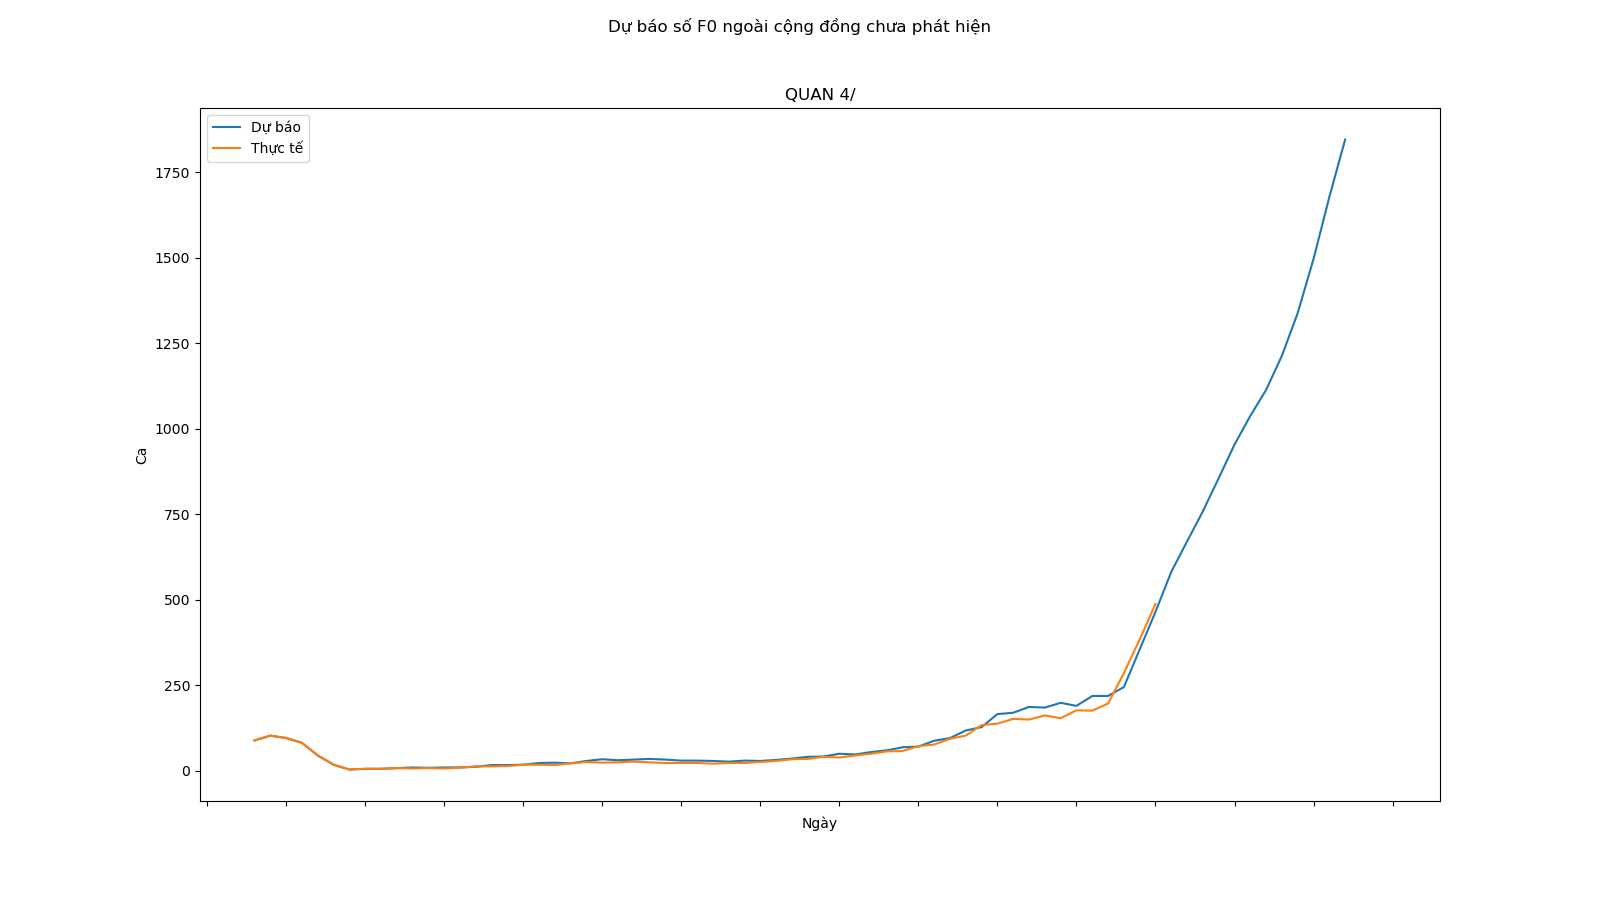 Dự báo số F0 ngoài cộng đồng chưa phát hiện
QUAN 4/
Dự báo
Thực tế
1750
1500
1250
1000
750
500
250
0
Ca
Ngày